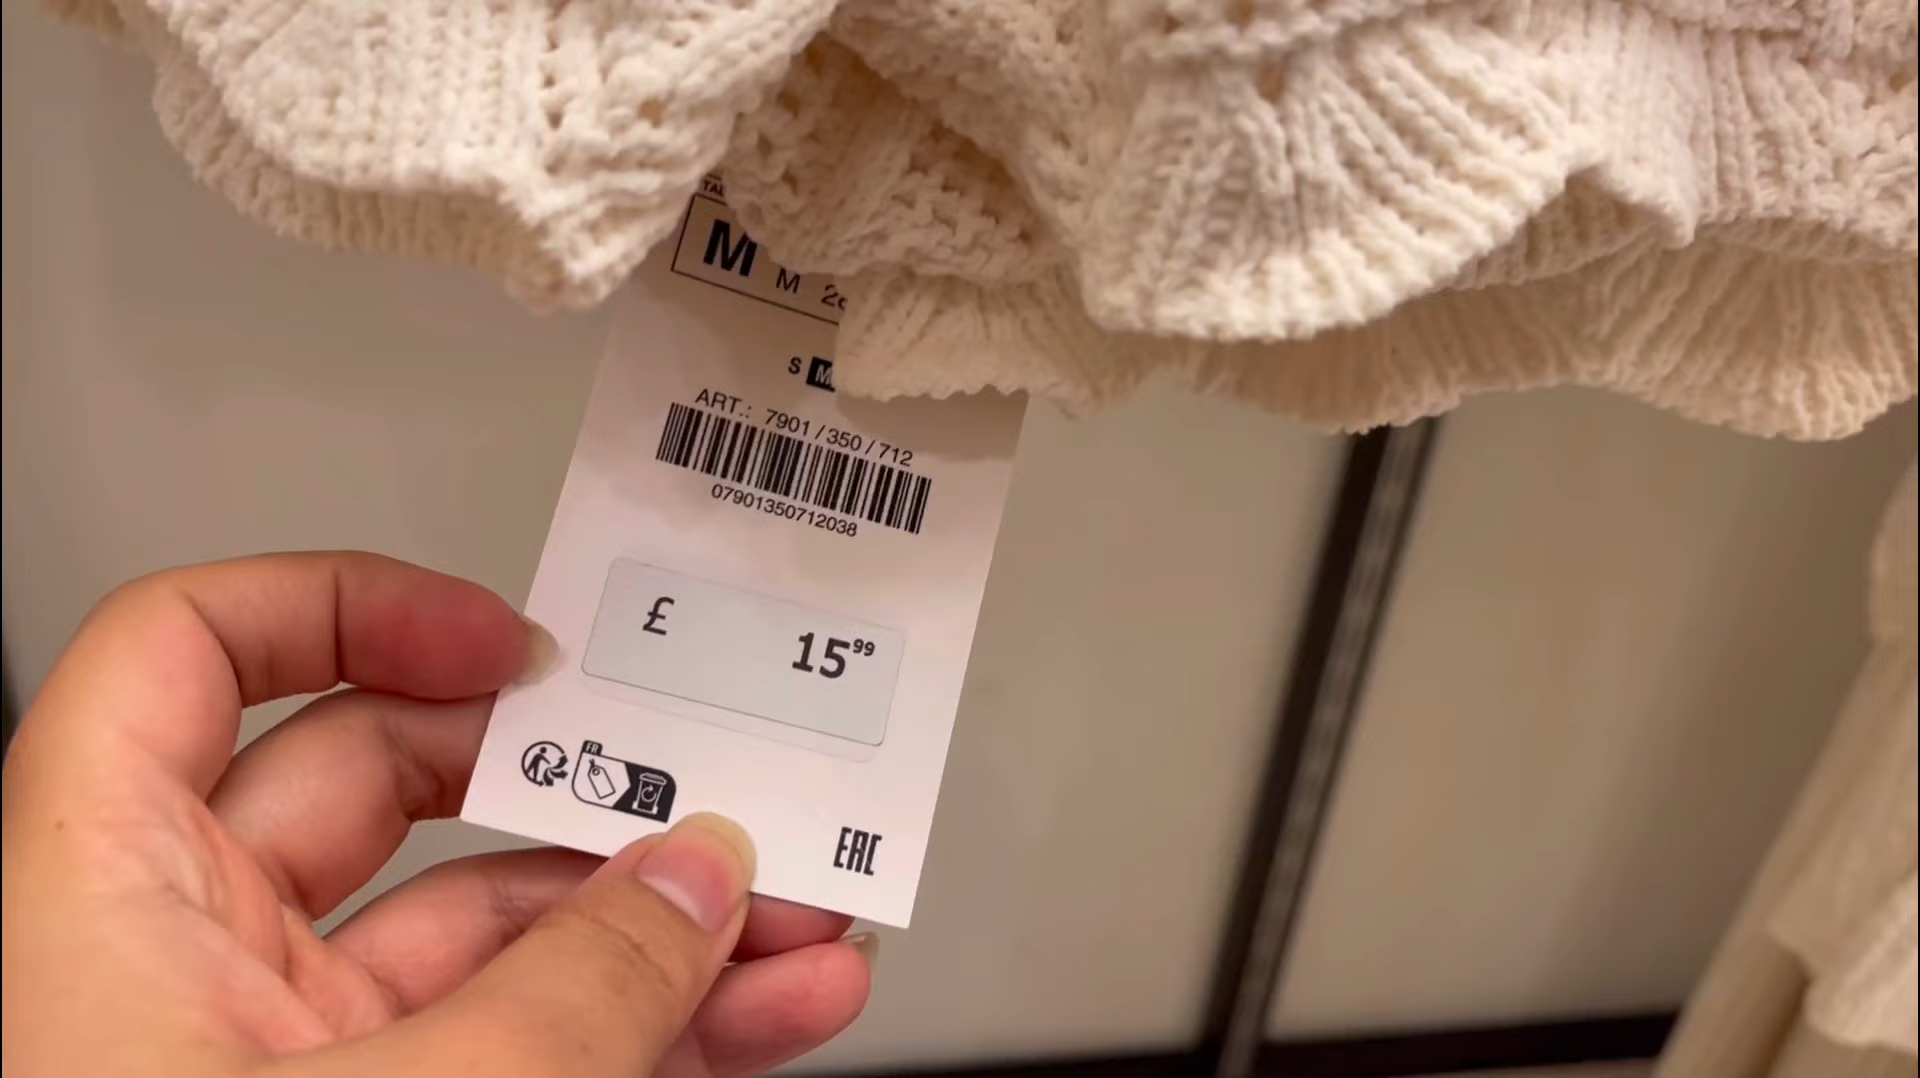 M
M
S M
ART.: 7901 / 350 / 712
07901350712038
£ 15⁹⁹
FR
EAC